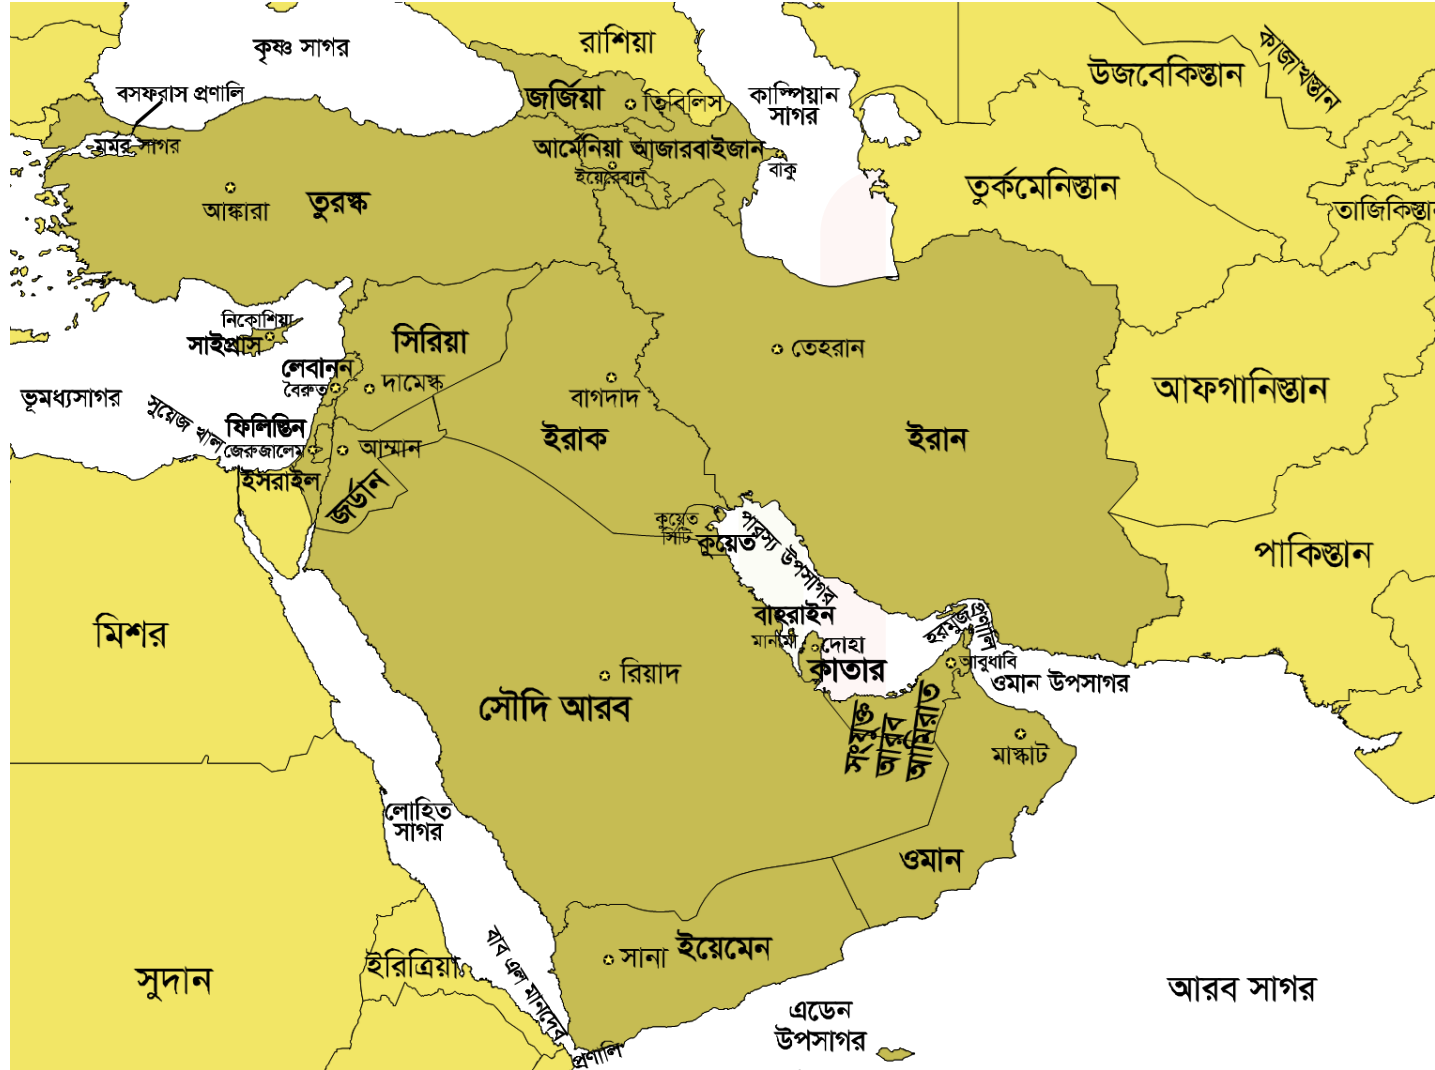 কৃষ্ণ সাগর
রাশিয়া
উজবেকিস্তান
কাজাখস্তান
বসফরাস প্রণালি
জর্জিয়া
তিবিলিস
কাস্পিয়ান
সাগর
মর্মর সাগর
আর্মেনিয়া
আজারবাইজান
ইয়েরেবান
বাকু
তুরস্ক
আঙ্কারা
তুর্কমেনিস্তান
তাজিকিস্তান
নিকোশিয়া
সাইপ্রাস
সিরিয়া
তেহরান
লেবানন
বৈরুত
দামেস্ক
বাগদাদ
আফগানিস্তান
ভূমধ্যসাগর
সুয়েজ খাল
ফিলিস্তিন
জেরুজালেম
আম্মান
ইরাক
ইরান
ইসরাইল
জর্ডান
কুয়েত
সিটি
কুয়েত
পারস্য উপসাগর
পাকিস্তান
মিশর
বাহরাইন
মানামা
দোহা
কাতার
হরমুজ
প্রণালি
আবুধাবি
ওমান উপসাগর
রিয়াদ
সৌদি আরব
সংযুক্ত
আরব
আমিরাত
মাস্কাট
লোহিত
সাগর
ওমান
সানা
ইয়েমেন
বাব এল মানদেব
প্রণালি
ইরিত্রিয়া
সুদান
এডেন
উপসাগর
আরব সাগর